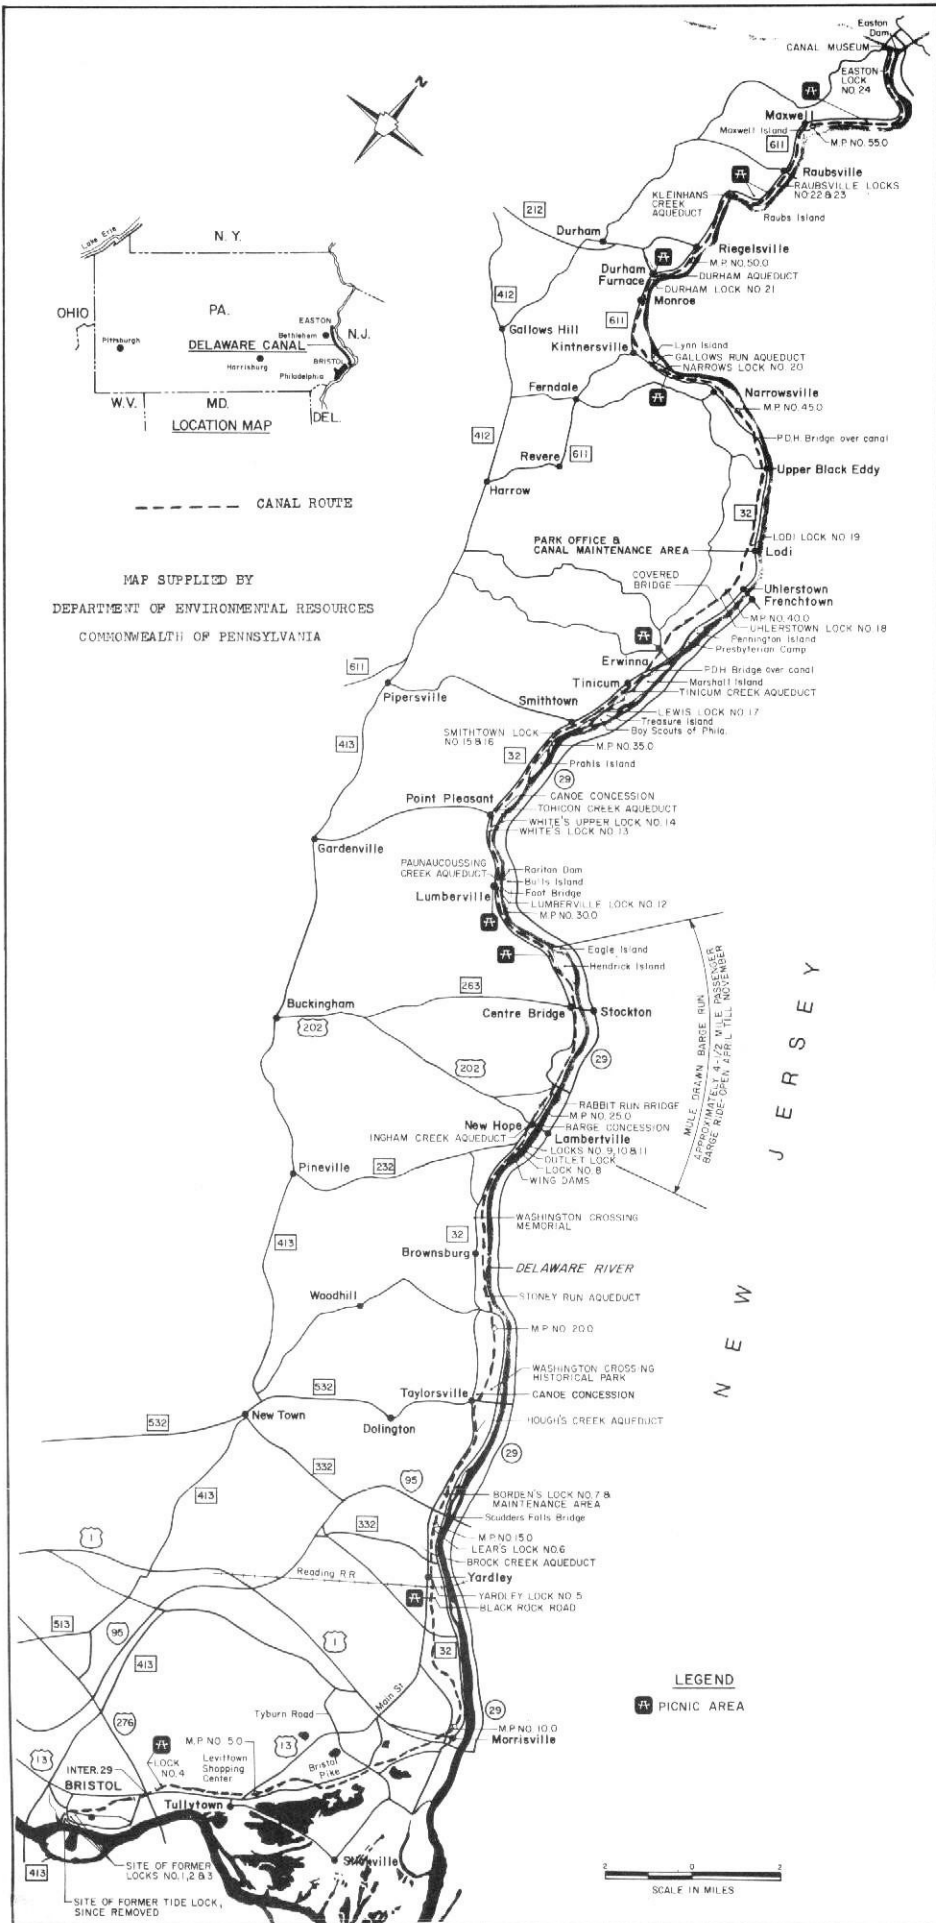 Easton
Dam
CANAL MUSEUM
EASTON
LOCK
NO. 24
Maxwell
Maxwell Island
M.P. NO. 55.0
611
Raubsville
RAUBSVILLE LOCKS
NO. 22 & 23
KLEINHANS
CREEK
AQUEDUCT
Raubs Island
N
212
Durham
Riegelsville
M.P. NO. 50.0
Durham
Furnace
DURHAM AQUEDUCT
DURHAM LOCK NO. 21
Monroe
412
611
Gallows Hill
Kintnersville
Lynn Island
GALLOWS RUN AQUEDUCT
NARROWS LOCK NO. 20
Lake Erie
N.Y.
OHIO
PA.
EASTON
Bethlehem
N.J.
Pittsburgh
DELAWARE CANAL
Harrisburg
BRISTOL
Philadelphia
W.V.
MD.
DEL.
LOCATION MAP
Ferndale
Narrowsville
M.P. NO. 45.0
412
P.D.H. Bridge over canal
Revere
611
Upper Black Eddy
Harrow
CANAL ROUTE
32
LODI LOCK NO. 19
PARK OFFICE &
CANAL MAINTENANCE AREA
Lodi
MAP SUPPLIED BY
DEPARTMENT OF ENVIRONMENTAL RESOURCES
COMMONWEALTH OF PENNSYLVANIA
COVERED
BRIDGE
Uhlerstown
Frenchtown
M.P. NO. 40.0
UHLERSTOWN LOCK NO. 18
Pennington Island
Presbyterian Camp
Erwinna
P.D.H. Bridge over canal
611
Tinicum
Marshall Island
TINICUM CREEK AQUEDUCT
Pipersville
Smithtown
LEWIS LOCK NO. 17
Treasure Island
Boy Scouts of Phila.
SMITHTOWN LOCK
NO. 15 & 16
M.P. NO. 35.0
413
32
Prahls Island
29
Point Pleasant
CANOE CONCESSION
TOHICON CREEK AQUEDUCT
WHITE'S UPPER LOCK NO. 14
WHITE'S LOCK NO. 13
Gardenville
PAUNAUCOUSSING
CREEK AQUEDUCT
Raritan Dam
Bulls Island
Foot Bridge
Lumberville
LUMBERVILLE LOCK NO. 12
M.P. NO. 30.0
Eagle Island
Hendrick Island
MULE DRAWN BARGE RUN
APPROXIMATELY 4-1/2 MILE PASSENGER
BARGE RIDE-OPEN APRIL TILL NOVEMBER
263
Buckingham
Centre Bridge
Stockton
202
29
202
RABBIT RUN BRIDGE
M.P. NO. 25.0
New Hope
BARGE CONCESSION
INGHAM CREEK AQUEDUCT
Lambertville
LOCKS NO. 9, 10 & 11
OUTLET LOCK
LOCK NO. 8
WING DAMS
Pineville
232
NEW JERSEY
WASHINGTON CROSSING
MEMORIAL
413
32
Brownsburg
DELAWARE RIVER
Woodhill
STONEY RUN AQUEDUCT
M.P. NO. 20.0
WASHINGTON CROSSING
HISTORICAL PARK
532
Taylorsville
CANOE CONCESSION
New Town
Dolington
HOUGH'S CREEK AQUEDUCT
532
332
29
95
413
BORDEN'S LOCK NO. 7 &
MAINTENANCE AREA
Scudders Falls Bridge
332
M.P. NO. 15.0
LEAR'S LOCK NO. 6
BROCK CREEK AQUEDUCT
1
Reading R.R.
Yardley
YARDLEY LOCK NO. 5
BLACK ROCK ROAD
513
95
413
1
32
LEGEND
PICNIC AREA
Main St
Tyburn Road
29
276
M.P. NO. 10.0
Morrisville
13
M.P. NO. 5.0
13
LOCK
NO. 4
Levittown
Shopping
Center
Bristol
Pike
INTER. 29
BRISTOL
Tullytown
413
SITE OF FORMER
LOCKS NO. 1, 2 & 3
SITE OF FORMER TIDE LOCK,
SINCE REMOVED
2 0 2
SCALE IN MILES